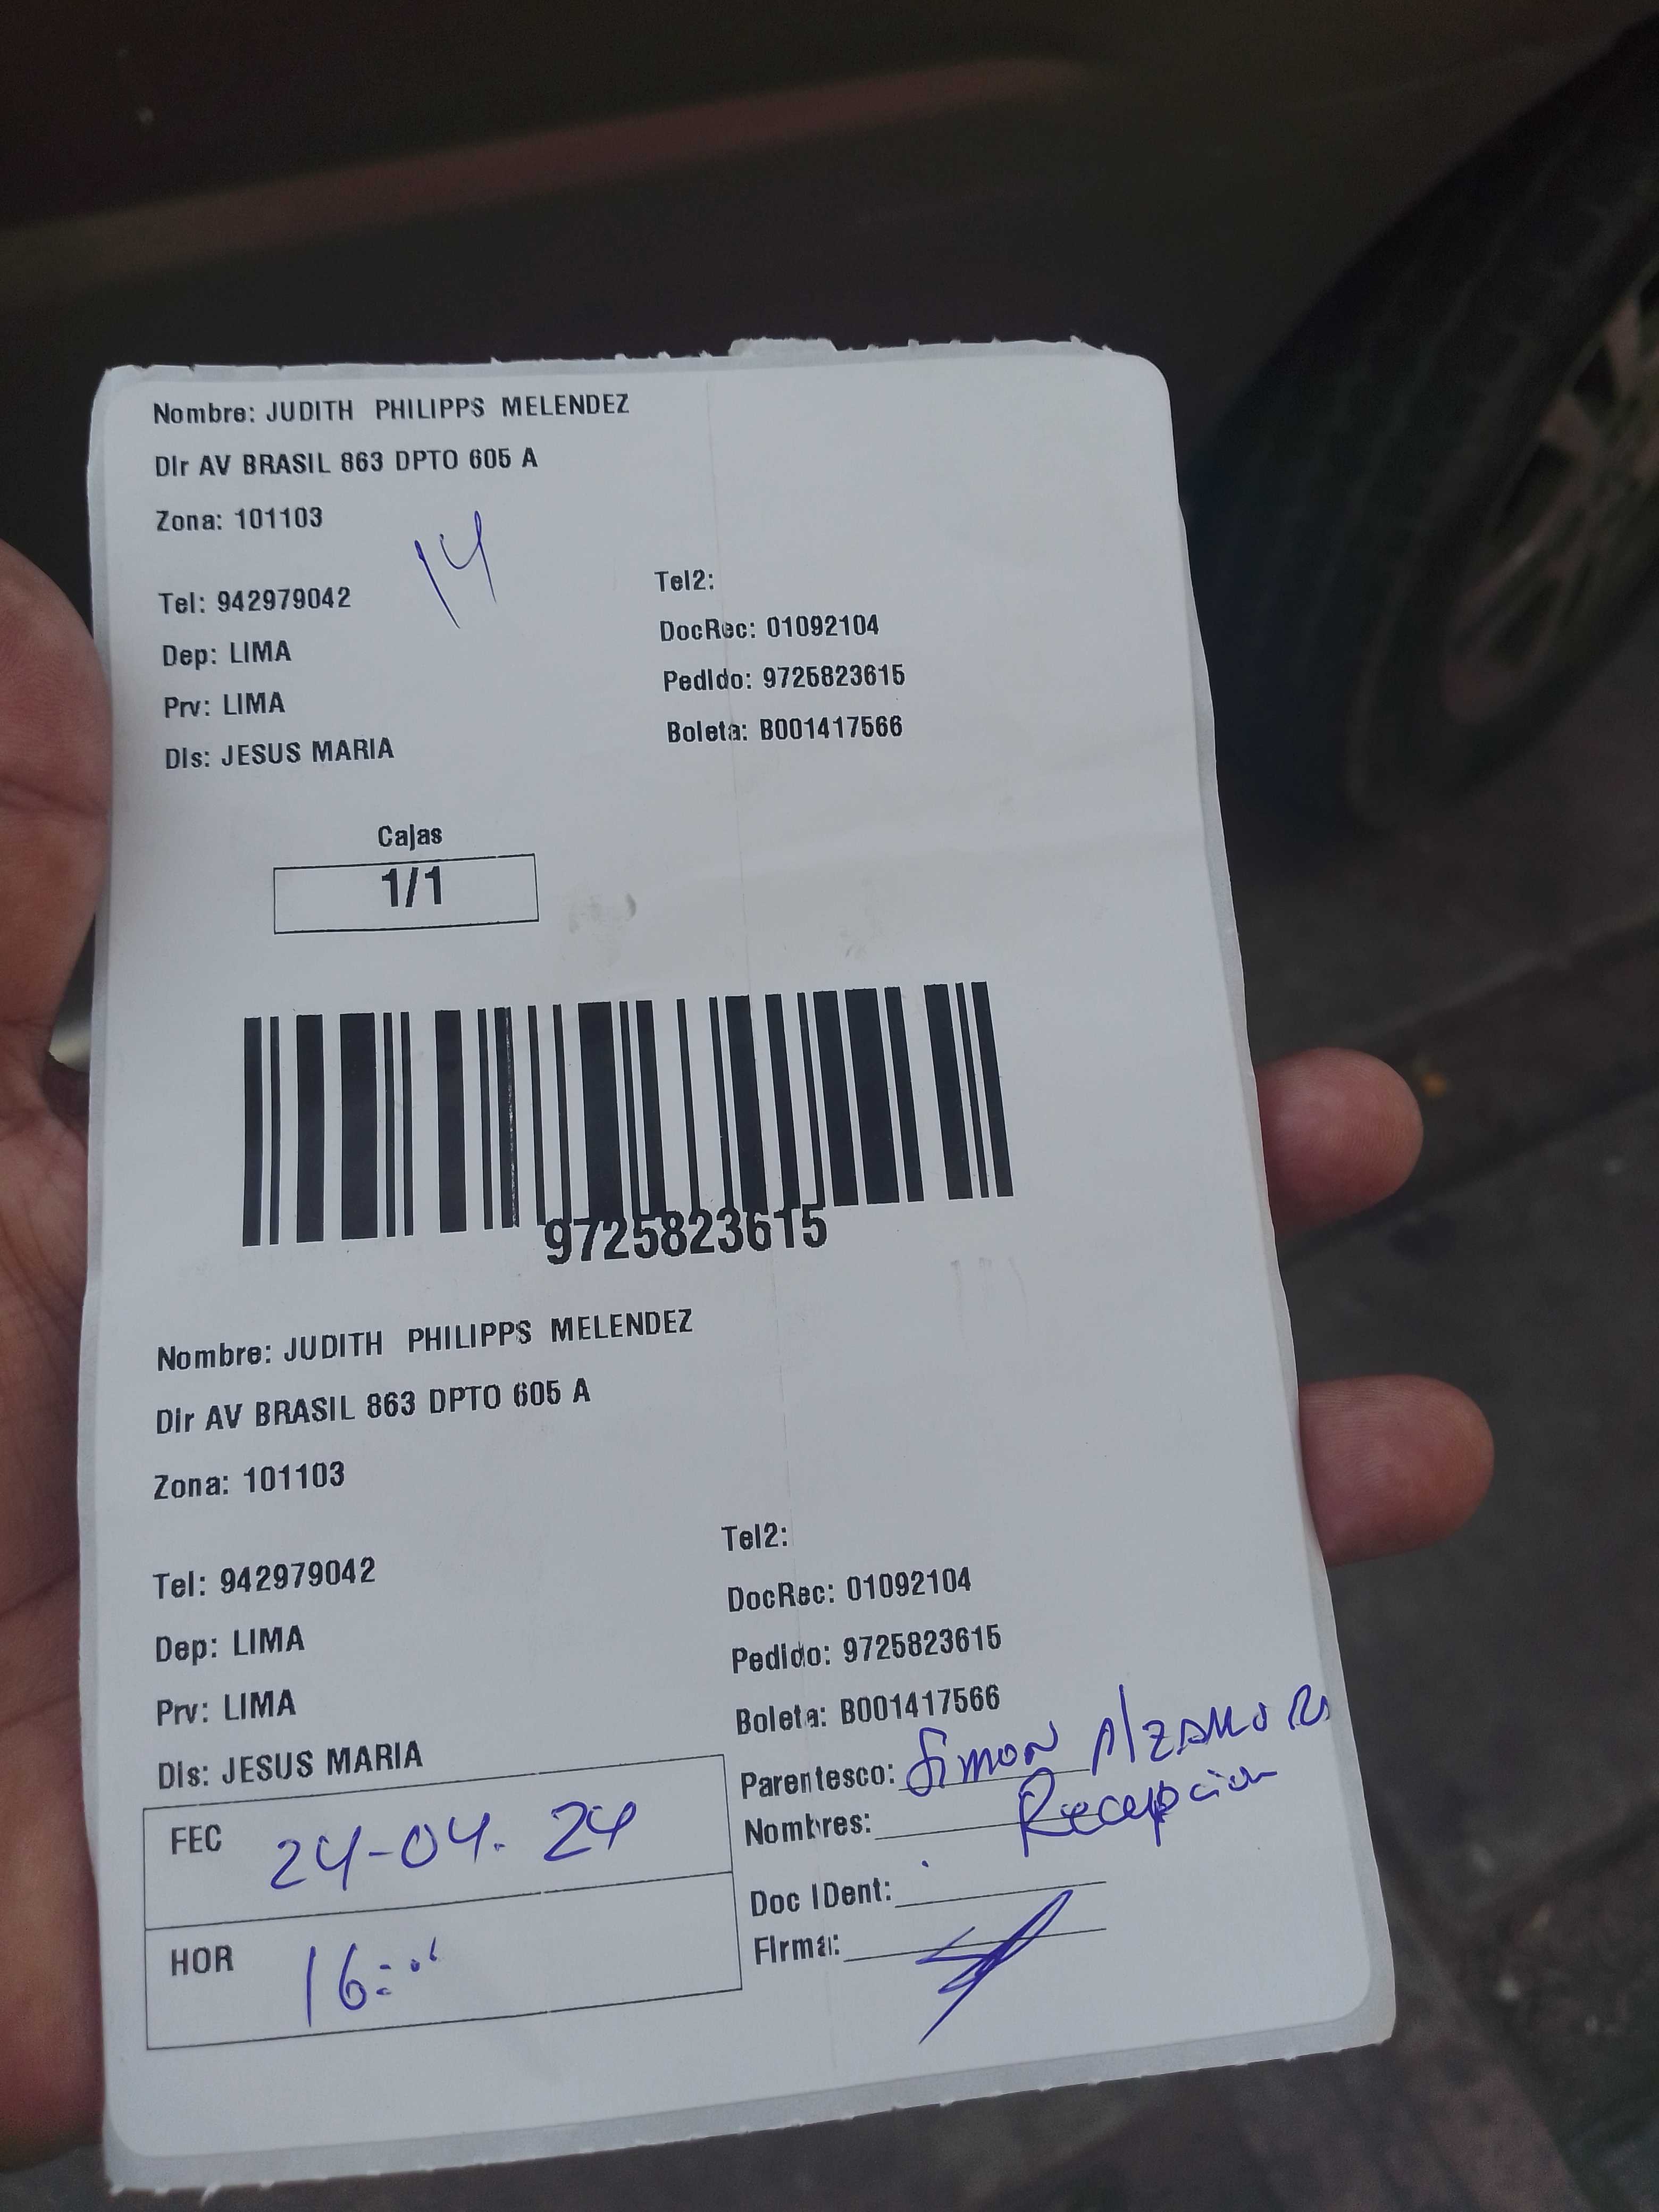 Nombre: JUDITH PHILIPPS MELENDEZ
Dir AV BRASIL 863 DPTO 605 A
Zona: 101103
14
Tel: 942979042
Dep: LIMA
Prv: LIMA
Dis: JESUS MARIA
Tel2:
DocRec: 01092104
Pedido: 9725823615
Boleta: B001417566
Cajas
1/1
9725823615
Nombre: JUDITH PHILIPPS MELENDEZ
Dir AV BRASIL 863 DPTO 605 A
Zona: 101103
Tel: 942979042
Dep: LIMA
Prv: LIMA
Dis: JESUS MARIA
Tel2:
DocRec: 01092104
Pedido: 9725823615
Boleta: B001417566
FEC 24-04-24
HOR 16:
Parentesco: Simon AlzamoRa
Nombres: Recepcion
Doc IDent:
Firma: